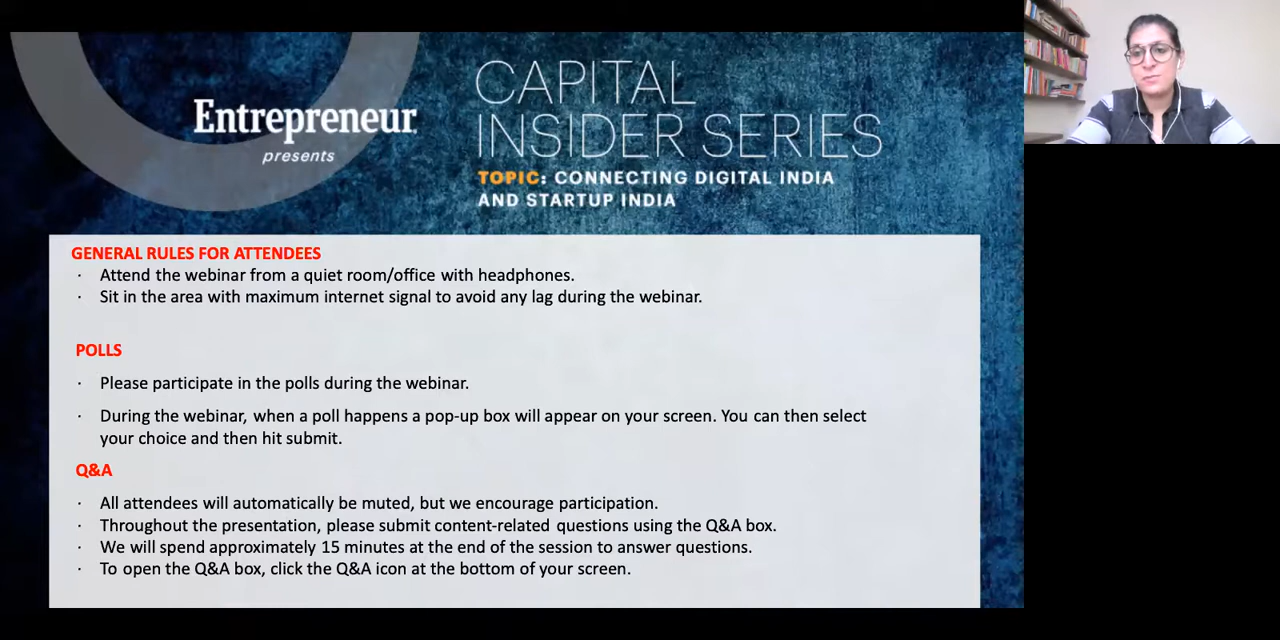 Entrepreneur
presents
CAPITAL
INSIDER SERIES
TOPIC: CONNECTING DIGITAL INDIA
AND STARTUP INDIA
GENERAL RULES FOR ATTENDEES
· Attend the webinar from a quiet room/office with headphones.
· Sit in the area with maximum internet signal to avoid any lag during the webinar.
POLLS
· Please participate in the polls during the webinar.
· During the webinar, when a poll happens a pop-up box will appear on your screen. You can then select
your choice and then hit submit.
Q&A
· All attendees will automatically be muted, but we encourage participation.
· Throughout the presentation, please submit content-related questions using the Q&A box.
· We will spend approximately 15 minutes at the end of the session to answer questions.
· To open the Q&A box, click the Q&A icon at the bottom of your screen.